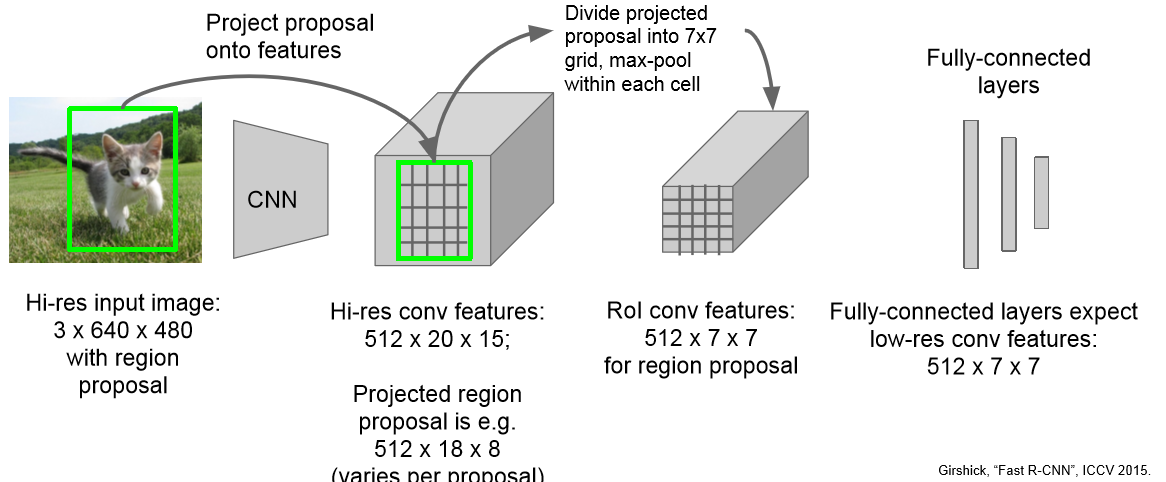 Project proposal
onto features
Divide projected
proposal into 7x7
grid, max-pool
within each cell
Fully-connected
layers
CNN
Hi-res input image:
3 x 640 x 480
with region
proposal
Hi-res conv features:
512 x 20 x 15;
Projected region
proposal is e.g.
512 x 18 x 8
(varies per proposal)
RoI conv features:
512 x 7 x 7
for region proposal
Fully-connected layers expect
low-res conv features:
512 x 7 x 7
Girshick, “Fast R-CNN”, ICCV 2015.